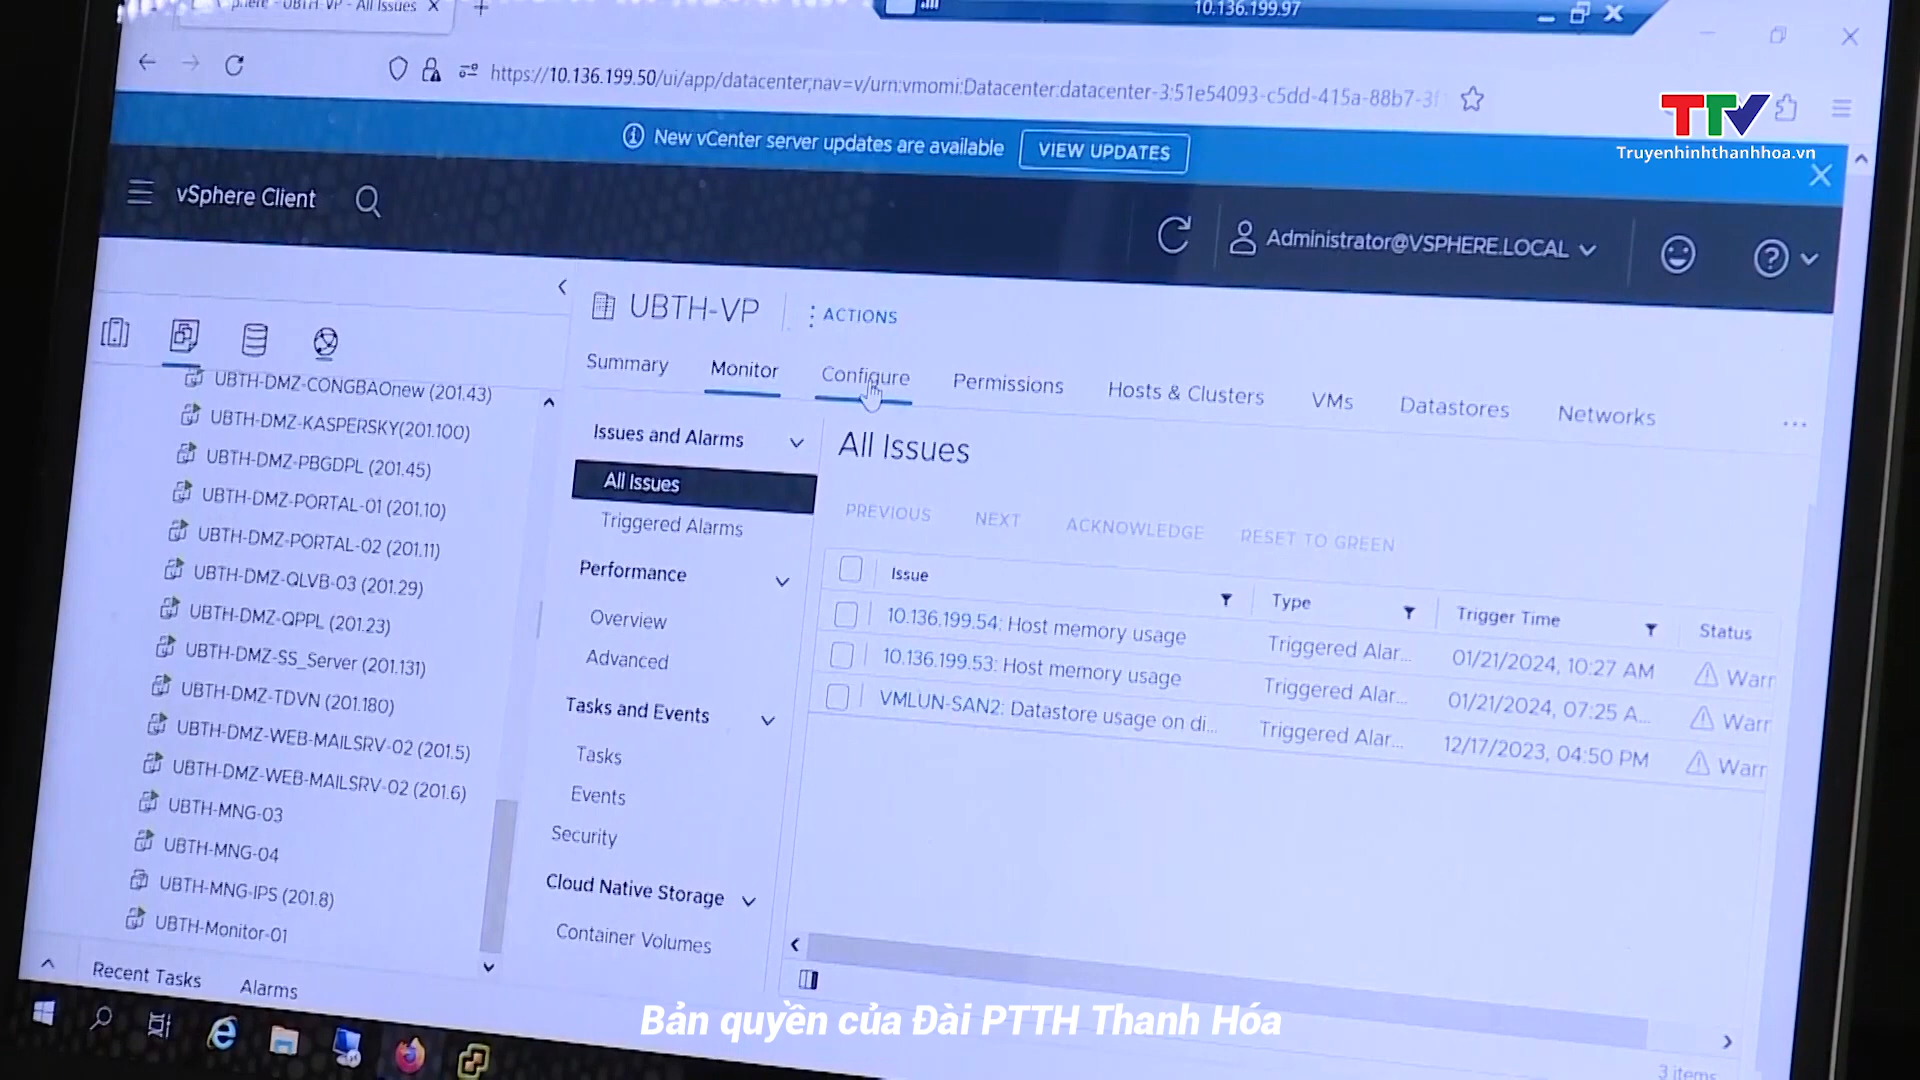 UBTH-VP - All Issues
10.136.199.97
https://10.136.199.50/ui/app/datacenter;nav=v/urn:vmomi:Datacenter:datacenter-3:51e54093-c5dd-415a-88b7-3f
TTV
Truyenhinhthanhhoa.vn
New vCenter server updates are available
VIEW UPDATES
vSphere Client
Administrator@VSPHERE.LOCAL
UBTH-VP
ACTIONS
Summary
Monitor
Configure
Permissions
Hosts & Clusters
VMs
Datastores
Networks
UBTH-DMZ-CONGBAOnew (201.43)
UBTH-DMZ-KASPERSKY(201.100)
UBTH-DMZ-PBGDPL (201.45)
UBTH-DMZ-PORTAL-01 (201.10)
UBTH-DMZ-PORTAL-02 (201.11)
UBTH-DMZ-QLVB-03 (201.29)
UBTH-DMZ-QPPL (201.23)
UBTH-DMZ-SS_Server (201.131)
UBTH-DMZ-TDVN (201.180)
UBTH-DMZ-WEB-MAILSRV-02 (201.5)
UBTH-DMZ-WEB-MAILSRV-02 (201.6)
UBTH-MNG-03
UBTH-MNG-04
UBTH-MNG-IPS (201.8)
UBTH-Monitor-01
Issues and Alarms
All Issues
Triggered Alarms
Performance
Overview
Advanced
Tasks and Events
Tasks
Events
Security
Cloud Native Storage
Container Volumes
All Issues
PREVIOUS NEXT ACKNOWLEDGE RESET TO GREEN
Issue Type Trigger Time Status
10.136.199.54: Host memory usage Triggered Alar... 01/21/2024, 10:27 AM Warr
10.136.199.53: Host memory usage Triggered Alar... 01/21/2024, 07:25 A... Warr
VMLUN-SAN2: Datastore usage on di... Triggered Alar... 12/17/2023, 04:50 PM Warr
3 items
Recent Tasks Alarms
Bản quyền của Đài PTTH Thanh Hóa